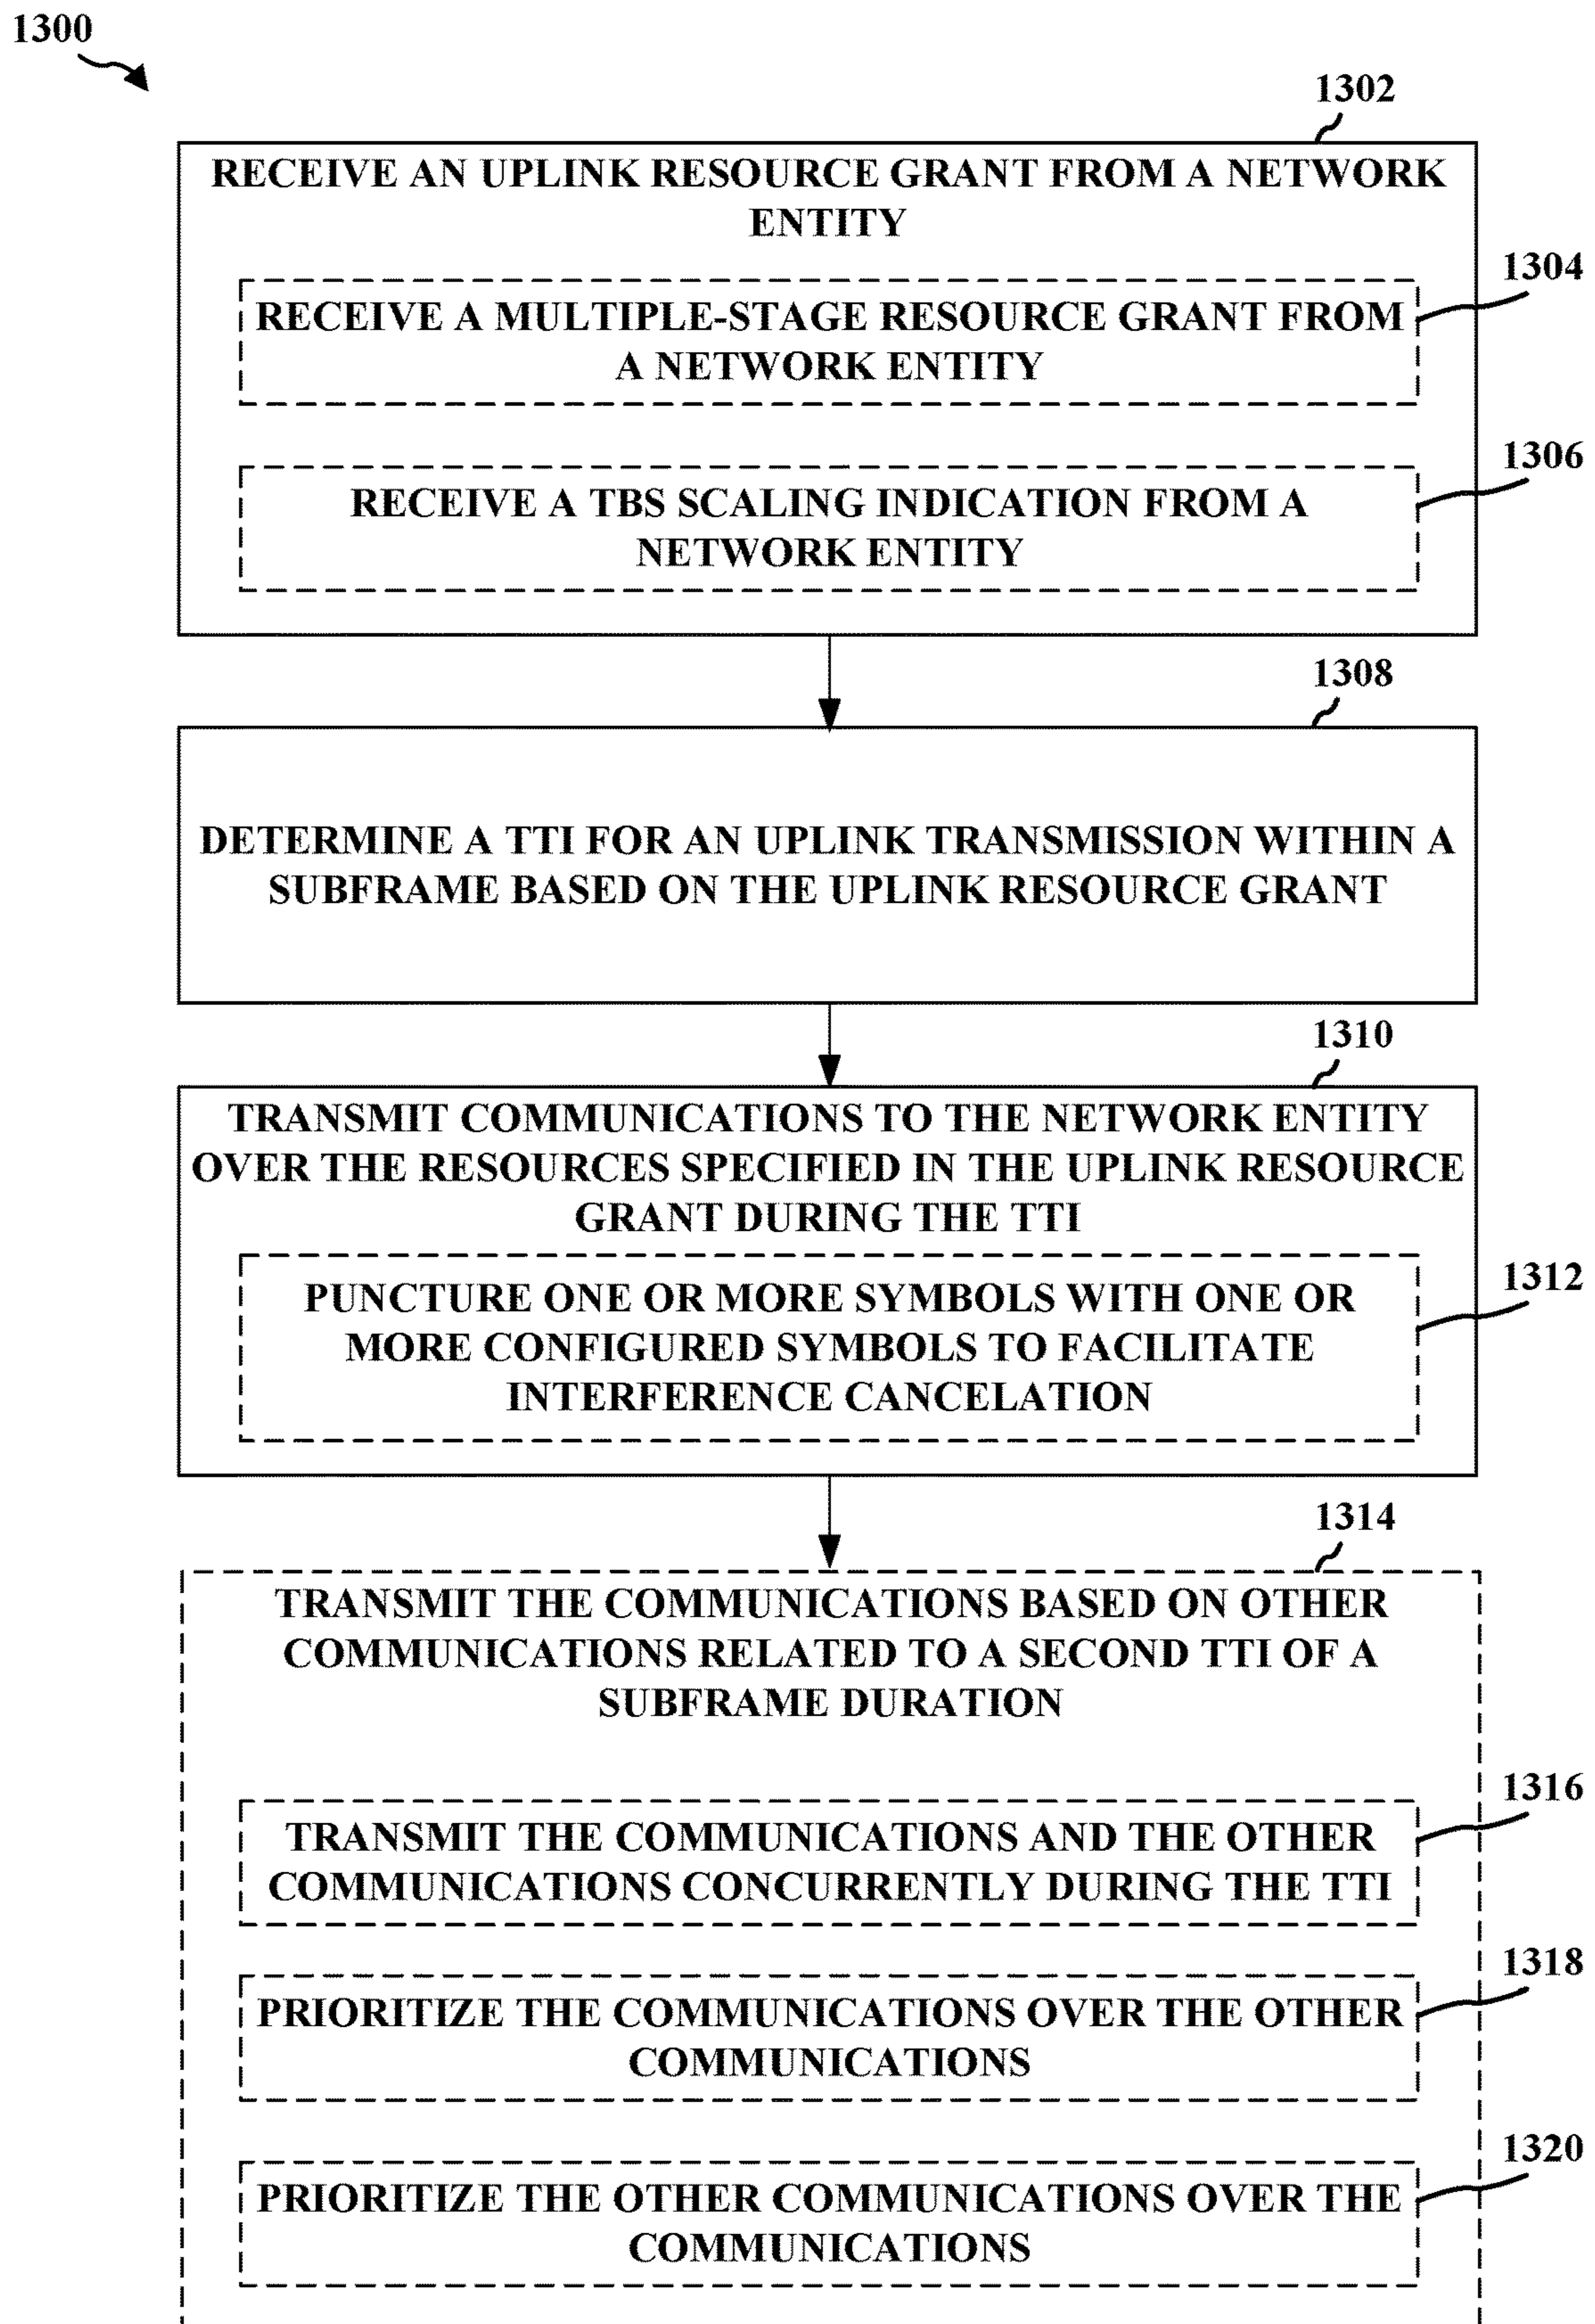 1300
1302
RECEIVE AN UPLINK RESOURCE GRANT FROM A NETWORK
ENTITY
1304
RECEIVE A MULTIPLE-STAGE RESOURCE GRANT FROM
A NETWORK ENTITY
1306
RECEIVE A TBS SCALING INDICATION FROM A
NETWORK ENTITY
1308
DETERMINE A TTI FOR AN UPLINK TRANSMISSION WITHIN A
SUBFRAME BASED ON THE UPLINK RESOURCE GRANT
1310
TRANSMIT COMMUNICATIONS TO THE NETWORK ENTITY
OVER THE RESOURCES SPECIFIED IN THE UPLINK RESOURCE
GRANT DURING THE TTI
1312
PUNCTURE ONE OR MORE SYMBOLS WITH ONE OR
MORE CONFIGURED SYMBOLS TO FACILITATE
INTERFERENCE CANCELATION
1314
TRANSMIT THE COMMUNICATIONS BASED ON OTHER
COMMUNICATIONS RELATED TO A SECOND TTI OF A
SUBFRAME DURATION
1316
TRANSMIT THE COMMUNICATIONS AND THE OTHER
COMMUNICATIONS CONCURRENTLY DURING THE TTI
1318
PRIORITIZE THE COMMUNICATIONS OVER THE OTHER
COMMUNICATIONS
1320
PRIORITIZE THE OTHER COMMUNICATIONS OVER THE
COMMUNICATIONS